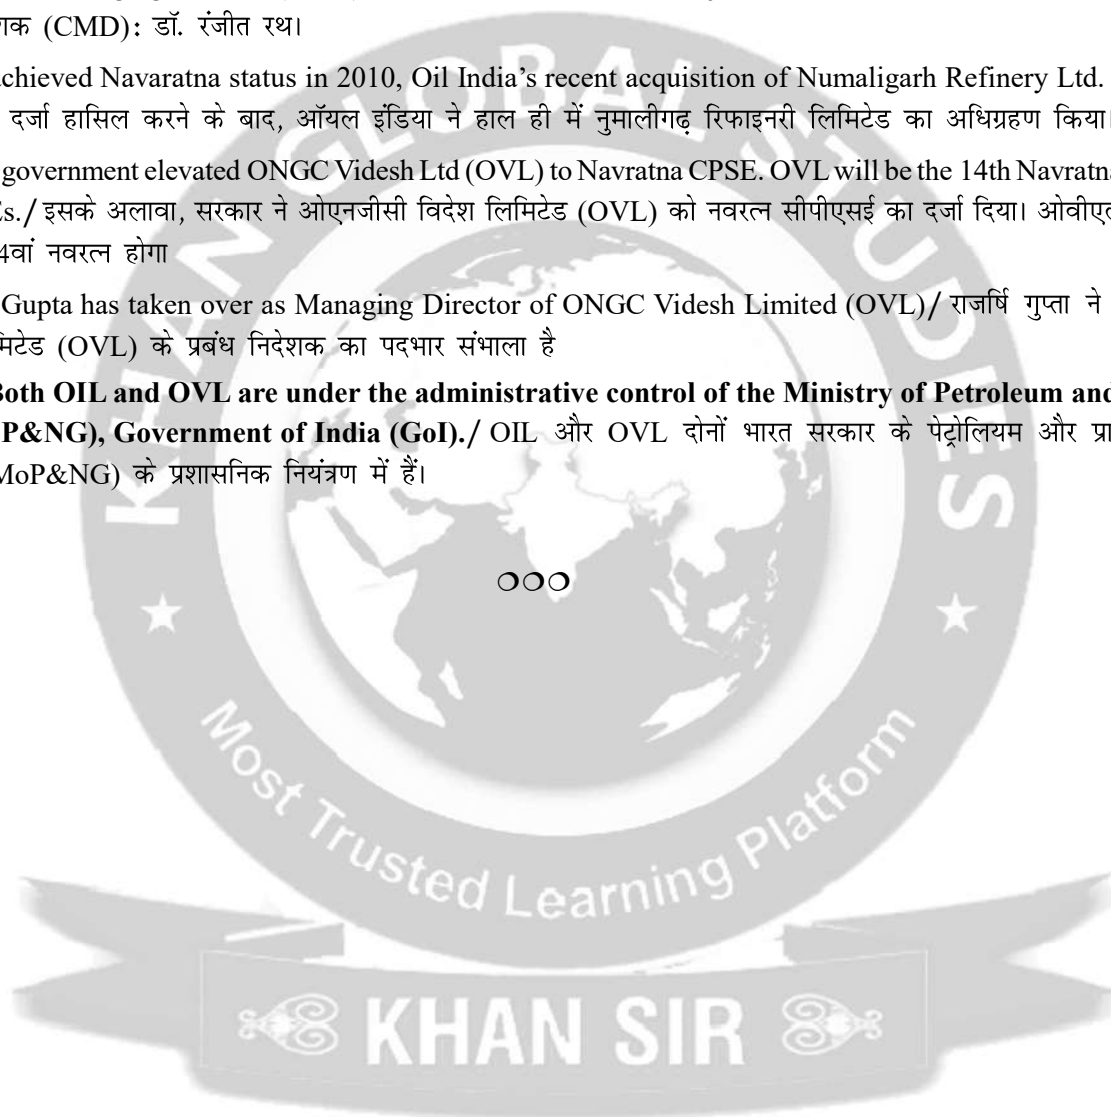 शक (CMD): डॉ. रंजीत रथ।
chieved Navaratna status in 2010, Oil India's recent acquisition of Numaligarh Refinery Ltd.
दर्जा हासिल करने के बाद, ऑयल इंडिया ने हाल ही में नुमालीगढ़ रिफाइनरी लिमिटेड का अधिग्रहण किया।
government elevated ONGC Videsh Ltd (OVL) to Navratna CPSE. OVL will be the 14th Navratna
s./ इसके अलावा, सरकार ने ओएनजीसी विदेश लिमिटेड (OVL) को नवरत्न सीपीएसई का दर्जा दिया। ओवीएल
4वां नवरत्न होगा
Gupta has taken over as Managing Director of ONGC Videsh Limited (OVL)/ राजर्षि गुप्ता ने
मिटेड (OVL) के प्रबंध निदेशक का पदभार संभाला है
Both OIL and OVL are under the administrative control of the Ministry of Petroleum and
P&NG), Government of India (GoI)./ OIL और OVL दोनों भारत सरकार के पेट्रोलियम और प्रा
MoP&NG) के प्रशासनिक नियंत्रण में हैं।
❍❍❍
KHAN GLOBAL STUDIES
Most Trusted Learning Platform
KHAN SIR